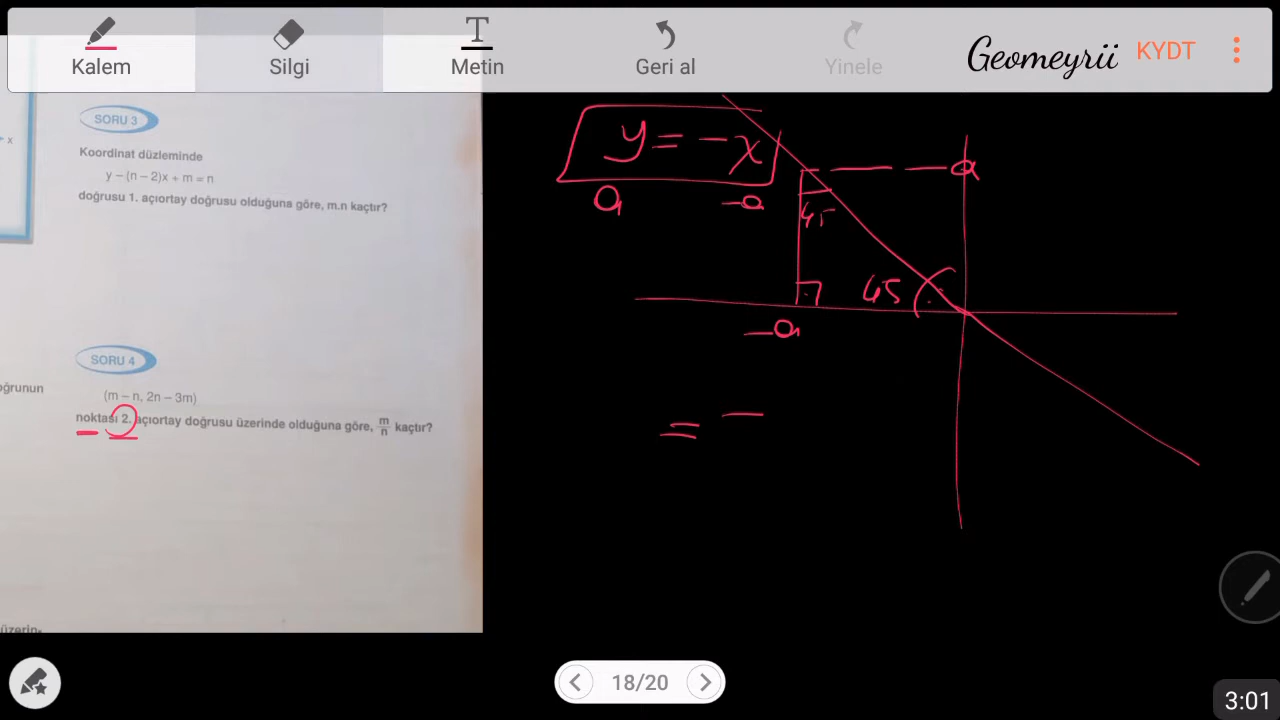 Kalem
Silgi
Metin
Geri al
Yinele
Geomeyrii KYDT
x
SORU 3
Koordinat düzleminde
y – (n – 2)x + m = n
doğrusu 1. açıortay doğrusu olduğuna göre, m.n kaçtır?
oğrunun
SORU 4
(m – n, 2n – 3m)
noktası 2. açıortay doğrusu üzerinde olduğuna göre, m/n kaçtır?
üzerin-
y = -x
a -a
a
45
45
-a
= -
18/20
3:01